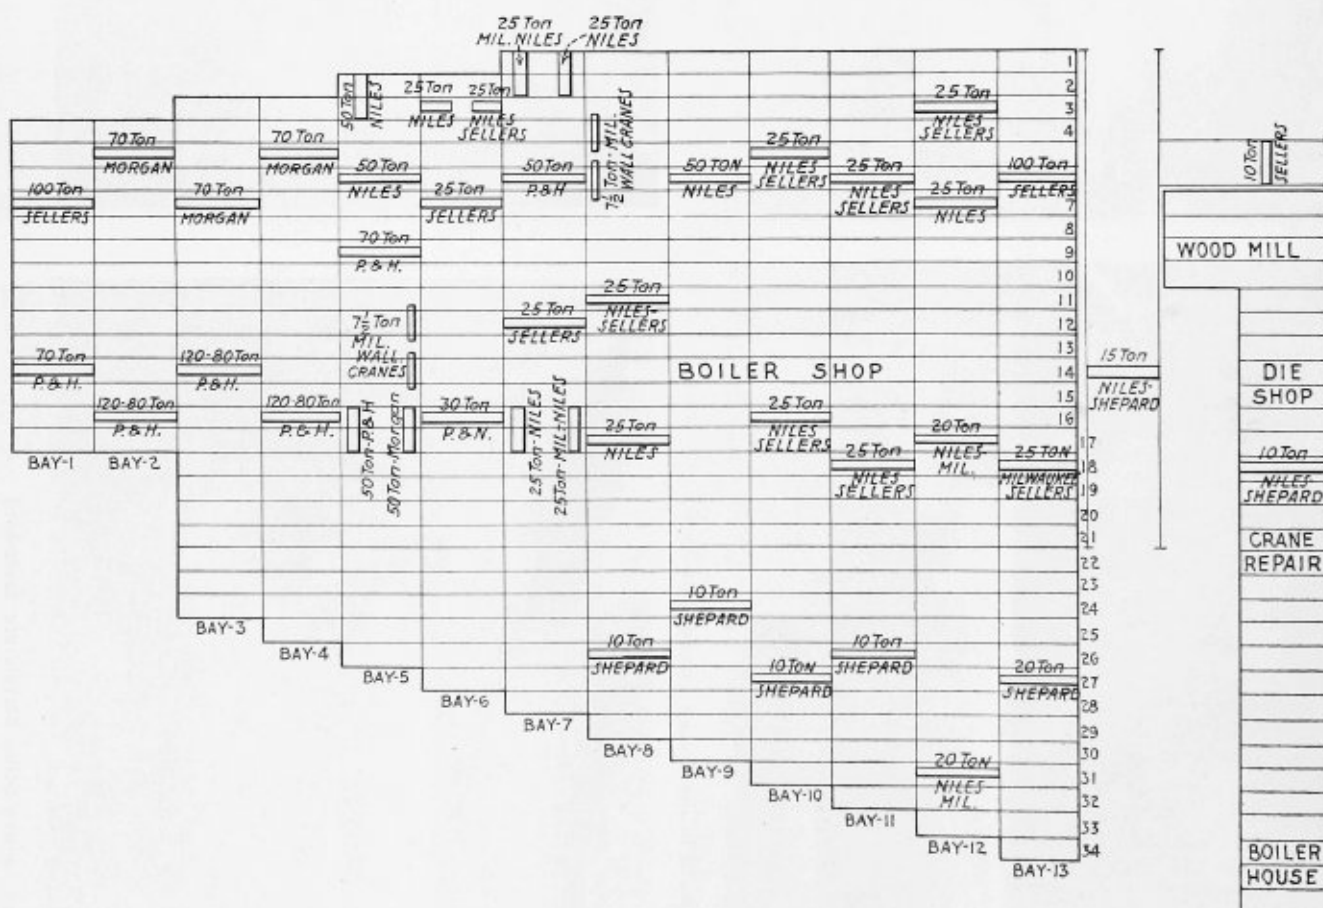 25 Ton
MIL. NILES
25 Ton
NILES
50 Ton
NILES
25 Ton
NILES
25 Ton
NILES
SELLERS
7½ Ton-MIL.
WALL CRANES
25 Ton
NILES
SELLERS
70 Ton
MORGAN
70 Ton
MORGAN
50 Ton
NILES
50 Ton
P.&H
50 TON
NILES
25 Ton
NILES
SELLERS
25 Ton
NILES
SELLERS
100 Ton
SELLERS
10 Ton
SELLERS
100 Ton
SELLERS
70 Ton
MORGAN
25 Ton
SELLERS
25 Ton
NILES
70 Ton
P. & H.
WOOD MILL
25 Ton
NILES-
SELLERS
7½ Ton
MIL.
WALL.
CRANES
25 Ton
SELLERS
70 Ton
P. & H.
120-80 Ton
P. & H.
BOILER SHOP
15 Ton
NILES-
SHEPARD
DIE
SHOP
120-80 Ton
P. & H.
120-80 Ton
P. & H.
50 Ton-P.&H
50 Ton-Morgan
30 Ton
P. & N.
25 Ton-NILES
25 Ton-MIL-NILES
25 Ton
NILES
25 Ton
NILES
SELLERS
25 Ton
NILES
SELLERS
20 Ton
NILES-
MIL.
25 TON
MILWAUKEE
SELLERS
10 Ton
NILES
SHEPARD
CRANE
REPAIR
10 Ton
SHEPARD
10 Ton
SHEPARD
10 TON
SHEPARD
10 Ton
SHEPARD
20 Ton
SHEPARD
20 TON
NILES
MIL.
BOILER
HOUSE
BAY-1
BAY-2
BAY-3
BAY-4
BAY-5
BAY-6
BAY-7
BAY-8
BAY-9
BAY-10
BAY-11
BAY-12
BAY-13
1
2
3
4
7
8
9
10
11
12
13
14
15
16
17
18
19
20
21
22
23
24
25
26
27
28
29
30
31
32
33
34